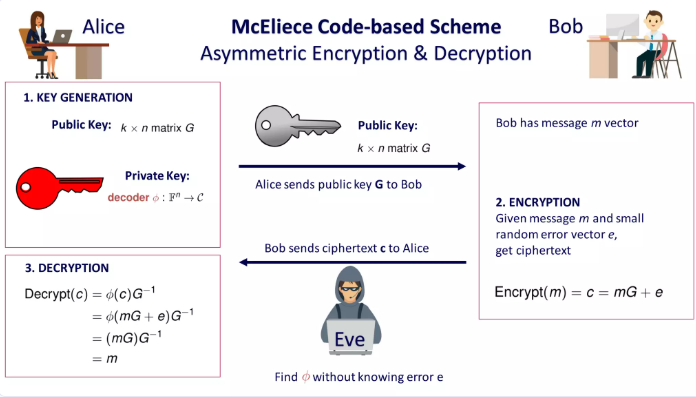 Alice
McEliece Code-based Scheme
Asymmetric Encryption & Decryption
Bob
1. KEY GENERATION
Public Key: k × n matrix G
Private Key:
decoder ϕ : 𝔽ⁿ → 𝒞
Public Key:
k × n matrix G
Alice sends public key G to Bob
Bob has message m vector
2. ENCRYPTION
Given message m and small
random error vector e,
get ciphertext
Encrypt(m) = c = mG + e
Bob sends ciphertext c to Alice
3. DECRYPTION
Decrypt(c) = ϕ(c)G⁻¹
= ϕ(mG + e)G⁻¹
= (mG)G⁻¹
= m
Eve
Find ϕ without knowing error e